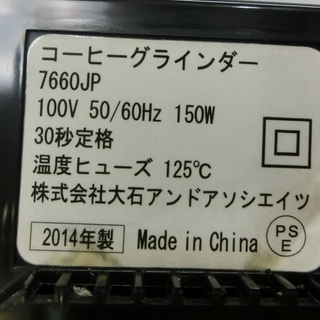 コーヒーグラインダー
7660JP
100V 50/60Hz 150W
30秒定格
温度ヒューズ 125℃
株式会社大石アンドアソシエイツ
2014年製 Made in China
PS
E